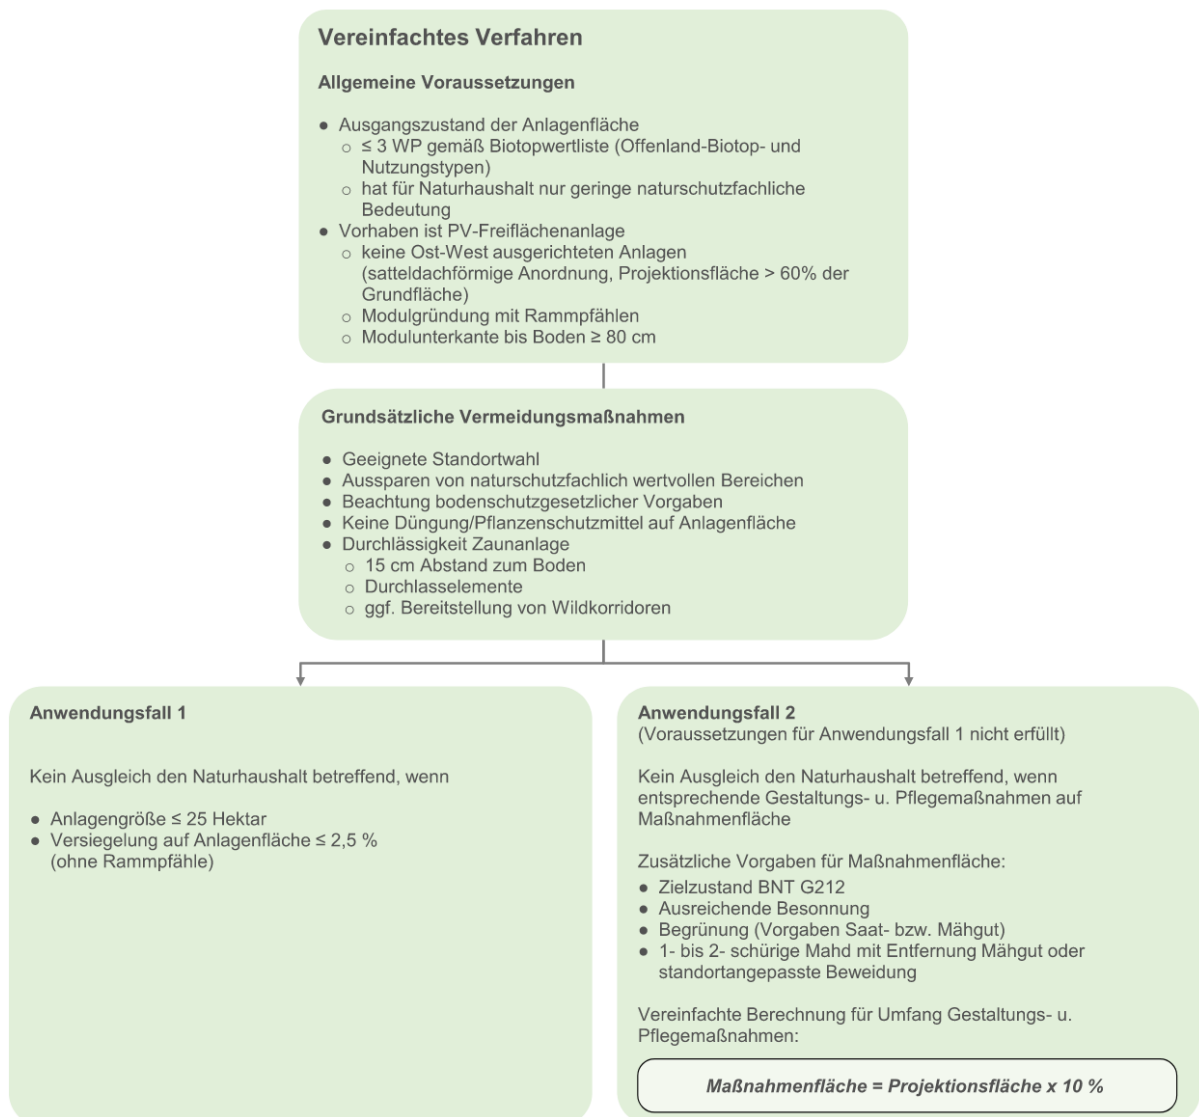 Vereinfachtes Verfahren
Allgemeine Voraussetzungen
● Ausgangszustand der Anlagenfläche
○ ≤ 3 WP gemäß Biotopwertliste (Offenland-Biotop- und
Nutzungstypen)
○ hat für Naturhaushalt nur geringe naturschutzfachliche
Bedeutung
● Vorhaben ist PV-Freiflächenanlage
○ keine Ost-West ausgerichteten Anlagen
(satteldachförmige Anordnung, Projektionsfläche > 60% der
Grundfläche)
○ Modulgründung mit Rammpfählen
○ Modulunterkante bis Boden ≥ 80 cm
Grundsätzliche Vermeidungsmaßnahmen
● Geeignete Standortwahl
● Aussparen von naturschutzfachlich wertvollen Bereichen
● Beachtung bodenschutzgesetzlicher Vorgaben
● Keine Düngung/Pflanzenschutzmittel auf Anlagenfläche
● Durchlässigkeit Zaunanlage
○ 15 cm Abstand zum Boden
○ Durchlasselemente
○ ggf. Bereitstellung von Wildkorridoren
Anwendungsfall 1
Kein Ausgleich den Naturhaushalt betreffend, wenn
● Anlagengröße ≤ 25 Hektar
● Versiegelung auf Anlagenfläche ≤ 2,5 %
(ohne Rammpfähle)
Anwendungsfall 2
(Voraussetzungen für Anwendungsfall 1 nicht erfüllt)
Kein Ausgleich den Naturhaushalt betreffend, wenn
entsprechende Gestaltungs- u. Pflegemaßnahmen auf
Maßnahmenfläche
Zusätzliche Vorgaben für Maßnahmenfläche:
● Zielzustand BNT G212
● Ausreichende Besonnung
● Begrünung (Vorgaben Saat- bzw. Mähgut)
● 1- bis 2- schürige Mahd mit Entfernung Mähgut oder
standortangepasste Beweidung
Vereinfachte Berechnung für Umfang Gestaltungs- u.
Pflegemaßnahmen:
Maßnahmenfläche = Projektionsfläche x 10 %